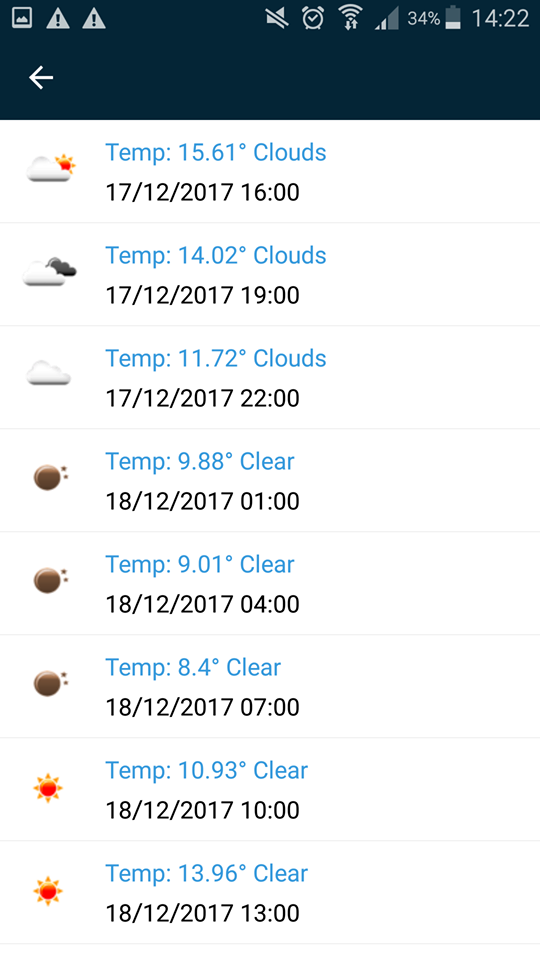 34% 14:22
Temp: 15.61° Clouds
17/12/2017 16:00
Temp: 14.02° Clouds
17/12/2017 19:00
Temp: 11.72° Clouds
17/12/2017 22:00
Temp: 9.88° Clear
18/12/2017 01:00
Temp: 9.01° Clear
18/12/2017 04:00
Temp: 8.4° Clear
18/12/2017 07:00
Temp: 10.93° Clear
18/12/2017 10:00
Temp: 13.96° Clear
18/12/2017 13:00